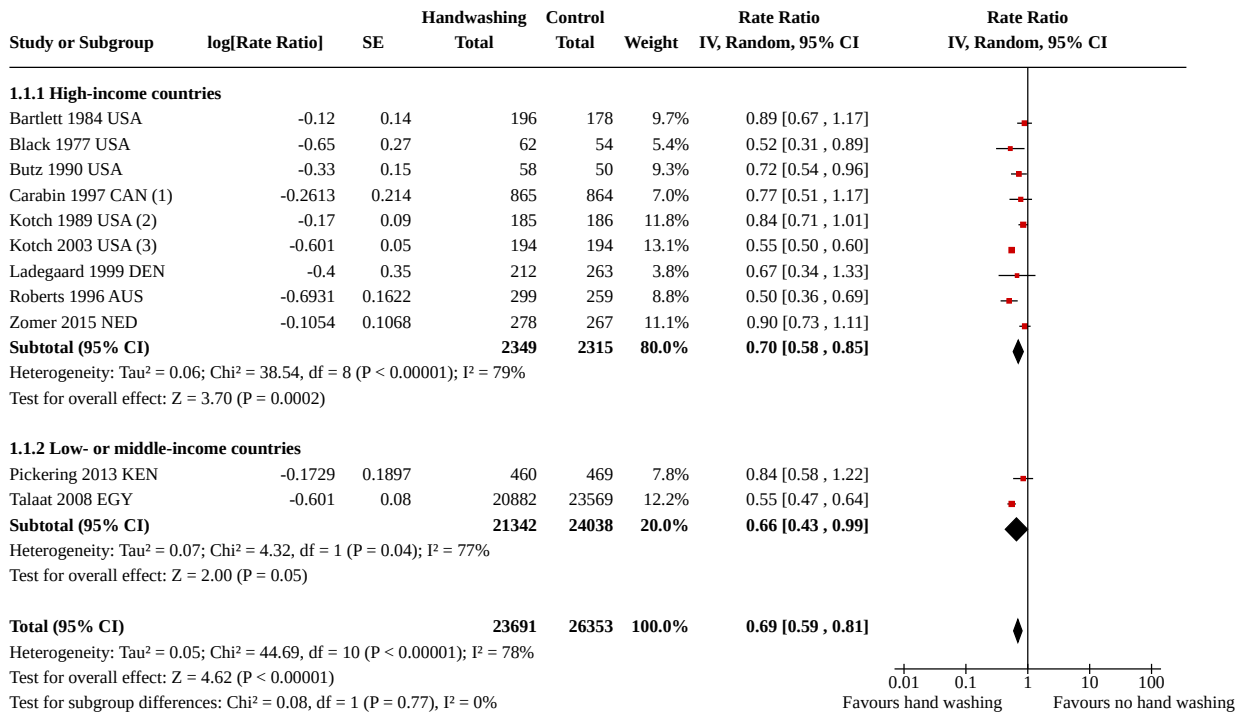 Handwashing Control Rate Ratio Rate Ratio
Study or Subgroup log[Rate Ratio] SE Total Total Weight IV, Random, 95% CI IV, Random, 95% CI
1.1.1 High-income countries
Bartlett 1984 USA -0.12 0.14 196 178 9.7% 0.89 [0.67 , 1.17]
Black 1977 USA -0.65 0.27 62 54 5.4% 0.52 [0.31 , 0.89]
Butz 1990 USA -0.33 0.15 58 50 9.3% 0.72 [0.54 , 0.96]
Carabin 1997 CAN (1) -0.2613 0.214 865 864 7.0% 0.77 [0.51 , 1.17]
Kotch 1989 USA (2) -0.17 0.09 185 186 11.8% 0.84 [0.71 , 1.01]
Kotch 2003 USA (3) -0.601 0.05 194 194 13.1% 0.55 [0.50 , 0.60]
Ladegaard 1999 DEN -0.4 0.35 212 263 3.8% 0.67 [0.34 , 1.33]
Roberts 1996 AUS -0.6931 0.1622 299 259 8.8% 0.50 [0.36 , 0.69]
Zomer 2015 NED -0.1054 0.1068 278 267 11.1% 0.90 [0.73 , 1.11]
Subtotal (95% CI) 2349 2315 80.0% 0.70 [0.58 , 0.85]
Heterogeneity: Tau² = 0.06; Chi² = 38.54, df = 8 (P < 0.00001); I² = 79%
Test for overall effect: Z = 3.70 (P = 0.0002)
1.1.2 Low- or middle-income countries
Pickering 2013 KEN -0.1729 0.1897 460 469 7.8% 0.84 [0.58 , 1.22]
Talaat 2008 EGY -0.601 0.08 20882 23569 12.2% 0.55 [0.47 , 0.64]
Subtotal (95% CI) 21342 24038 20.0% 0.66 [0.43 , 0.99]
Heterogeneity: Tau² = 0.07; Chi² = 4.32, df = 1 (P = 0.04); I² = 77%
Test for overall effect: Z = 2.00 (P = 0.05)
Total (95% CI) 23691 26353 100.0% 0.69 [0.59 , 0.81]
Heterogeneity: Tau² = 0.05; Chi² = 44.69, df = 10 (P < 0.00001); I² = 78%
Test for overall effect: Z = 4.62 (P < 0.00001)
0.01 0.1 1 10 100
Test for subgroup differences: Chi² = 0.08, df = 1 (P = 0.77), I² = 0%
Favours hand washing Favours no hand washing